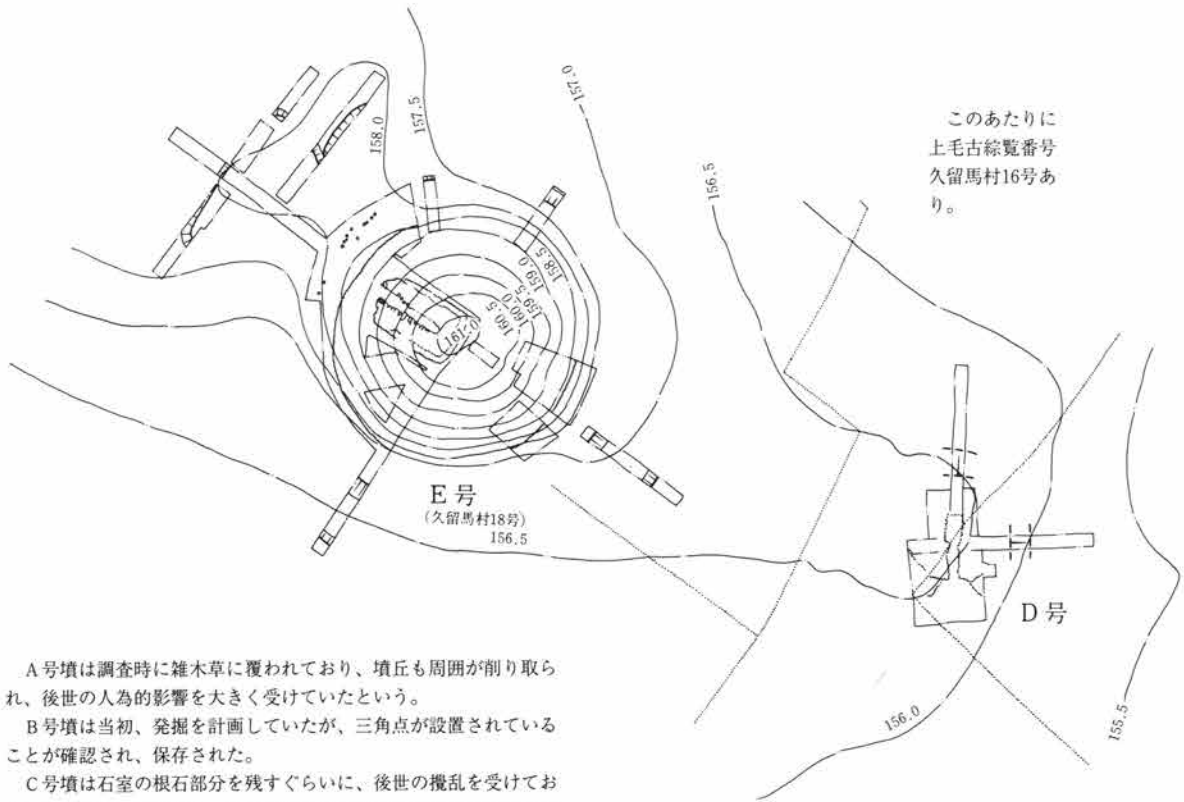 157.0
157.5
158.0
156.5
このあたりに
上毛古綜覧番号
久留馬村16号あ
り。
158.5
159.0
159.5
160.0
160.5
161.0
E号
(久留馬村18号)
156.5
D号
156.0
155.5
A号墳は調査時に雑木草に覆われており、墳丘も周囲が削り取ら
れ、後世の人為的影響を大きく受けていたという。
B号墳は当初、発掘を計画していたが、三角点が設置されている
ことが確認され、保存された。
C号墳は石室の根石部分を残すぐらいに、後世の攪乱を受けてお